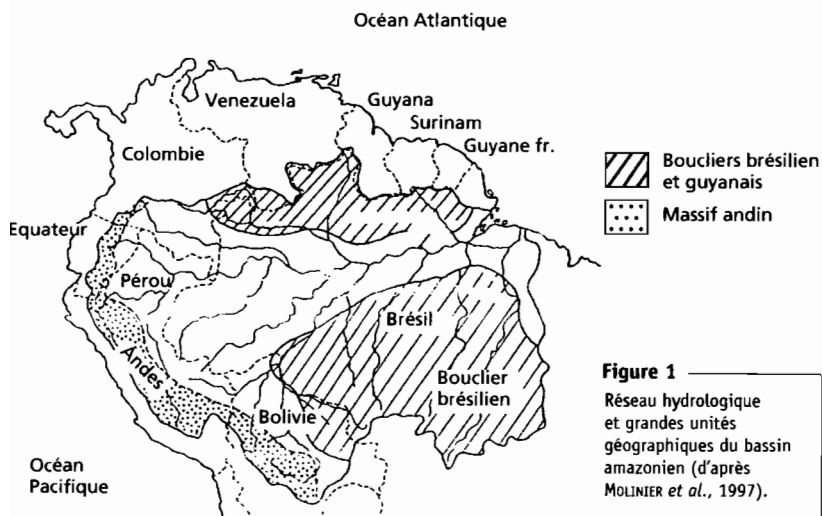 Océan Atlantique
Venezuela
Guyana
Surinam
Guyane fr.
Colombie
Equateur
Pérou
Andes
Bolivie
Brésil
Bouclier
brésilien
Océan
Pacifique
Boucliers brésilien
et guyanais
Massif andin
Figure 1
Réseau hydrologique
et grandes unités
géographiques du bassin
amazonien (d'après
MOLINIER et al., 1997).